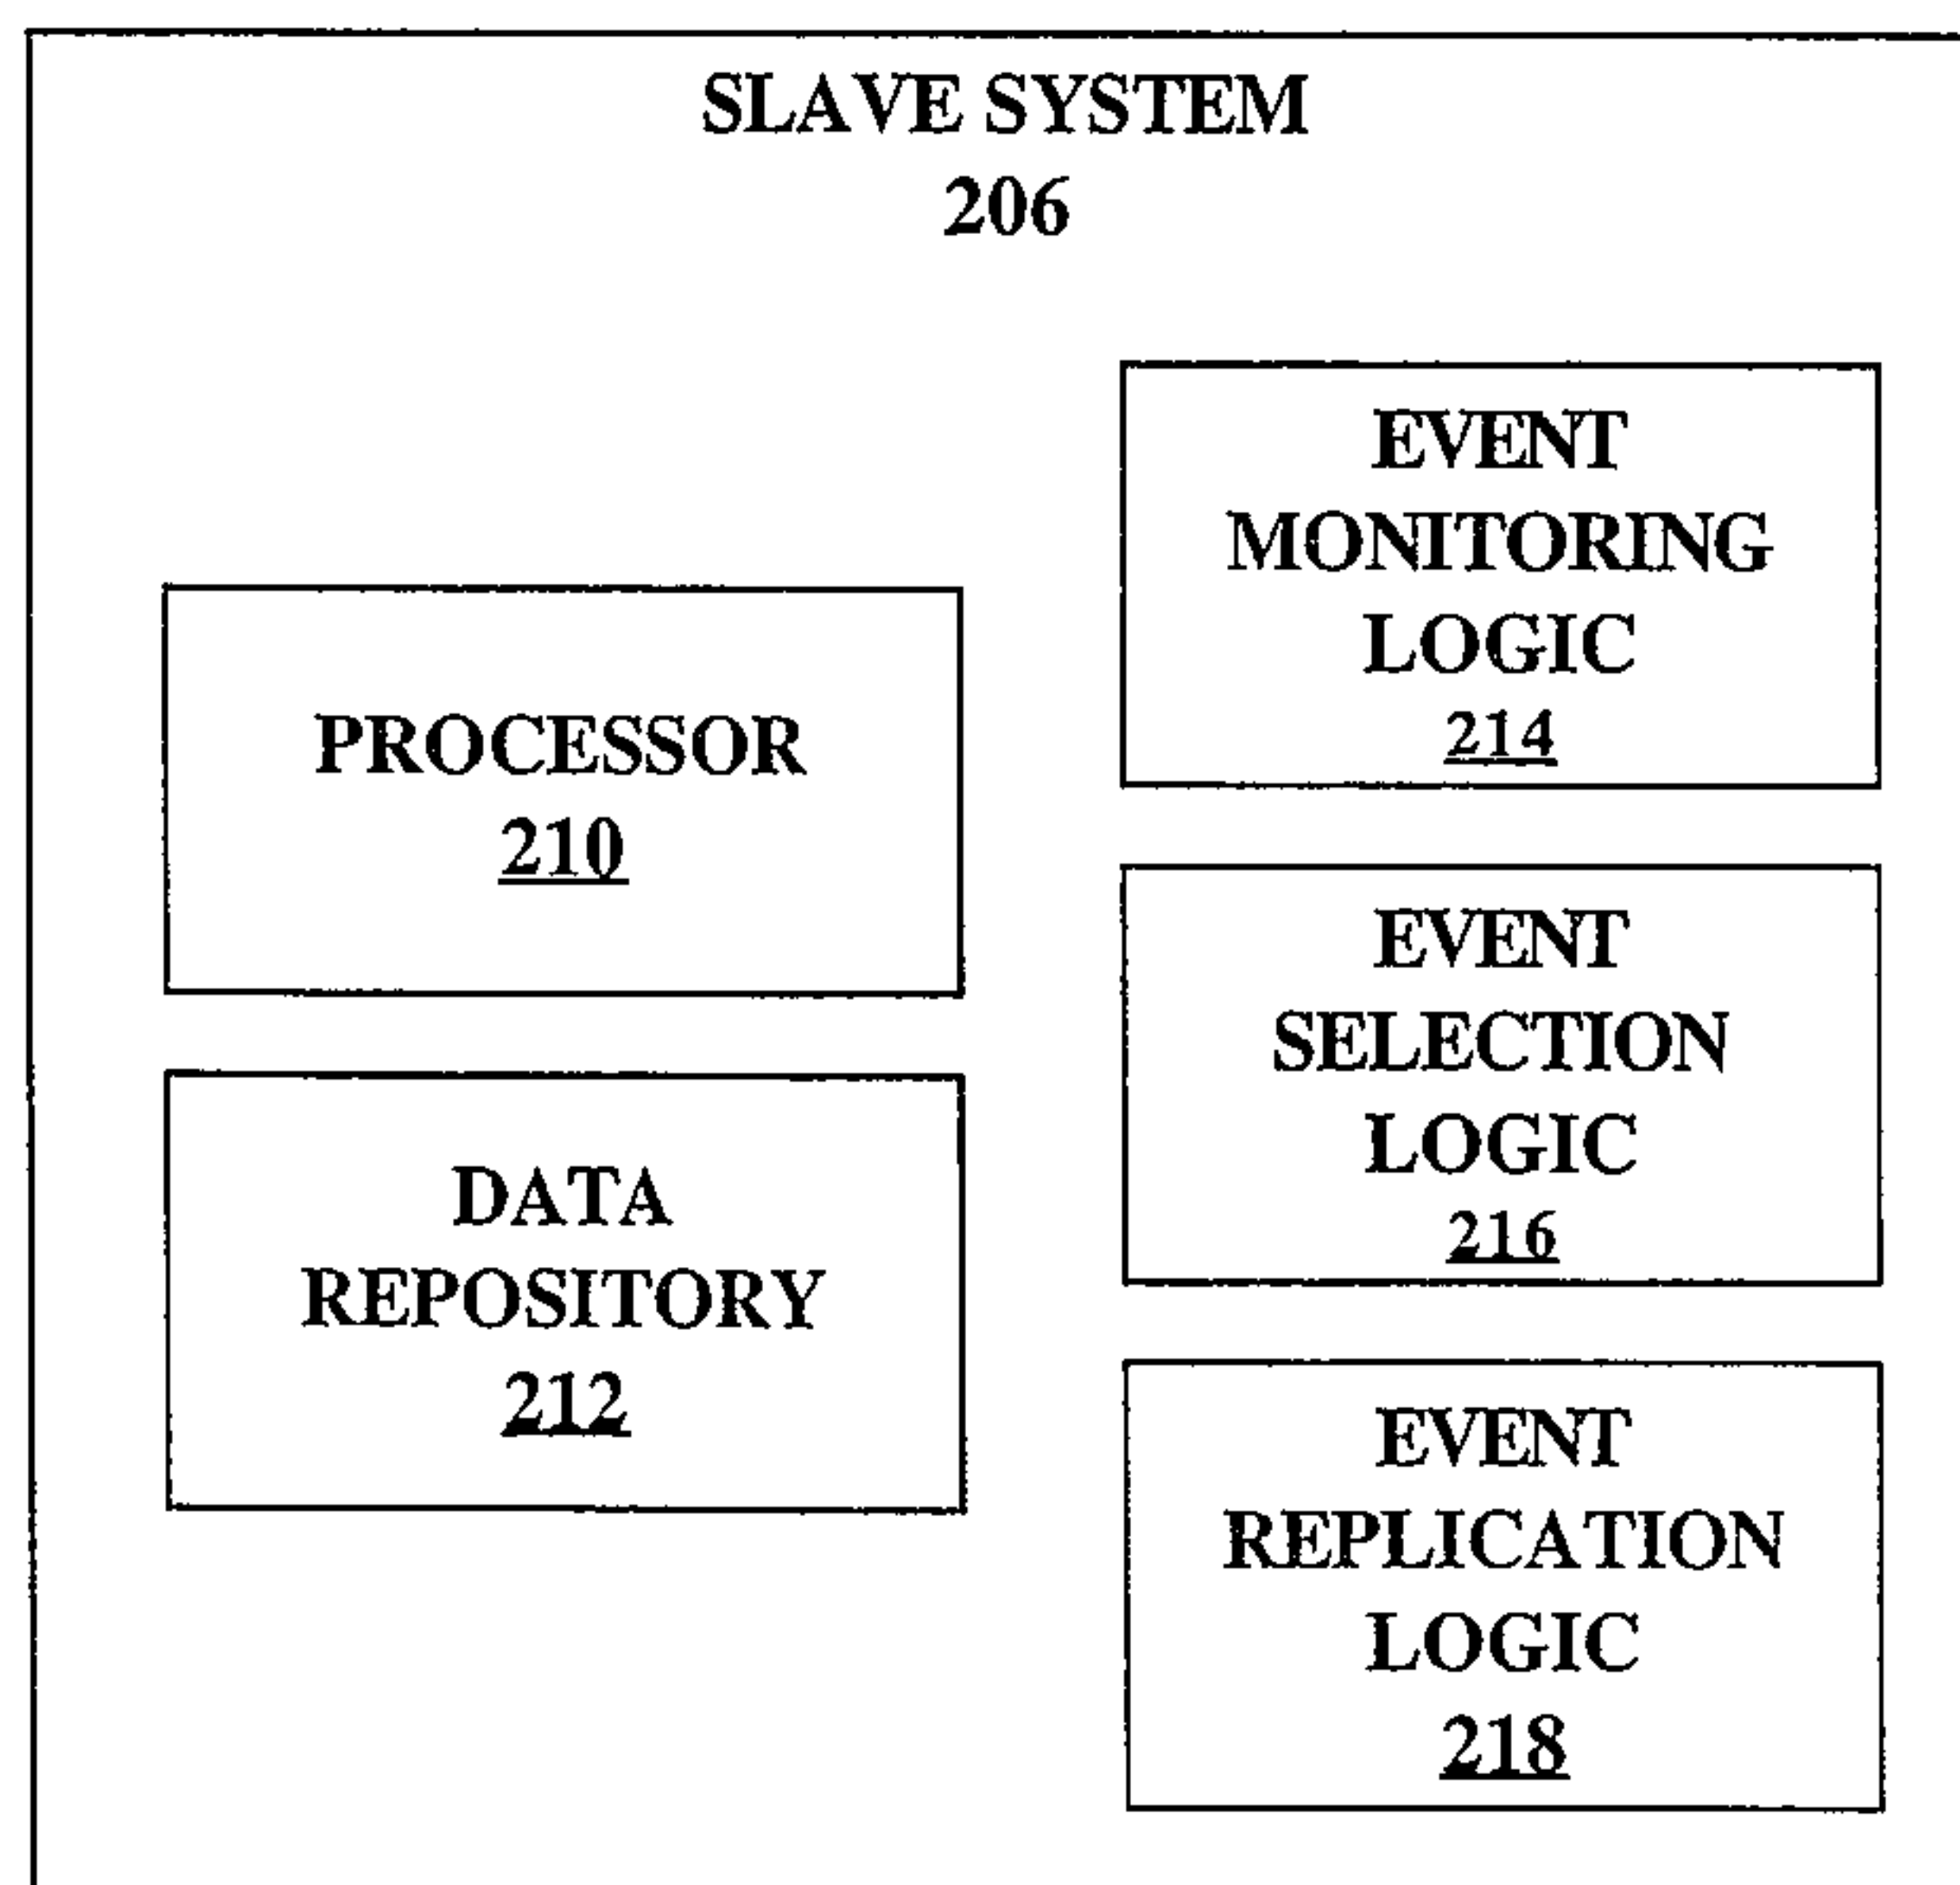 SLAVE SYSTEM
206
PROCESSOR
210
DATA
REPOSITORY
212
EVENT
MONITORING
LOGIC
214
EVENT
SELECTION
LOGIC
216
EVENT
REPLICATION
LOGIC
218